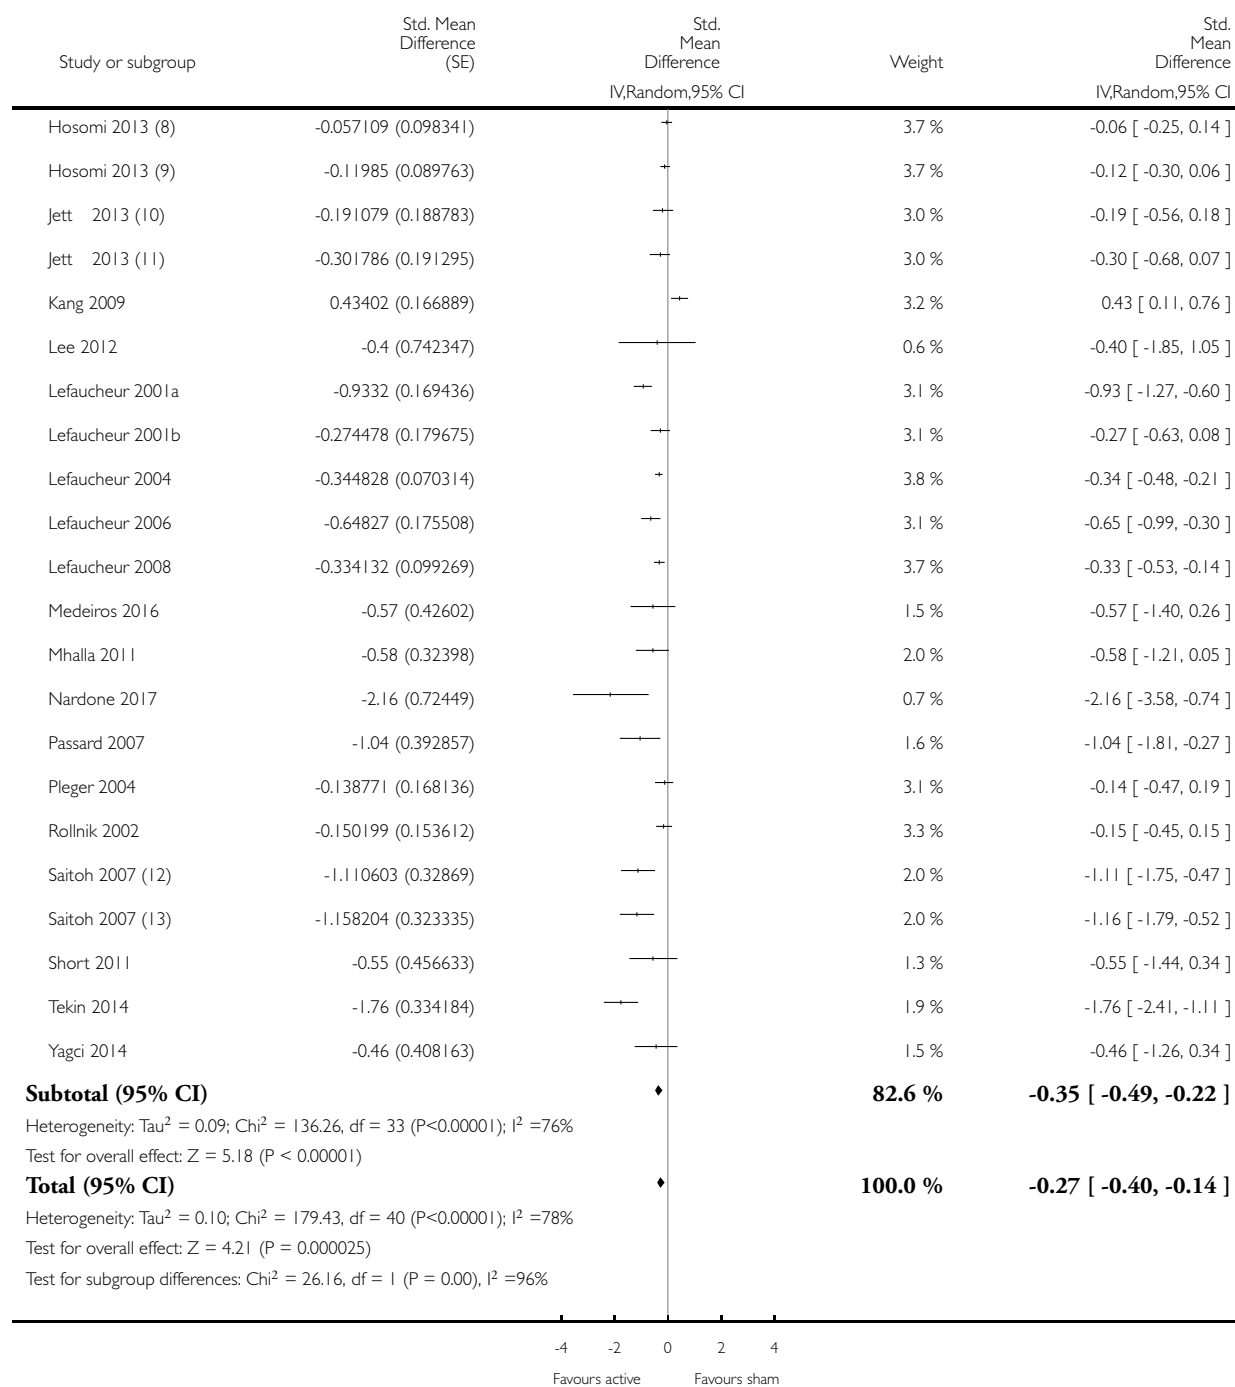 Study or subgroup
Std. Mean
Difference
(SE)
Std.
Mean
Difference
Weight
Std.
Mean
Difference
IV,Random,95% CI IV,Random,95% CI
Hosomi 2013 (8) -0.057109 (0.098341) 3.7 % -0.06 [ -0.25, 0.14 ]
Hosomi 2013 (9) -0.11985 (0.089763) 3.7 % -0.12 [ -0.30, 0.06 ]
Jett 2013 (10) -0.191079 (0.188783) 3.0 % -0.19 [ -0.56, 0.18 ]
Jett 2013 (11) -0.301786 (0.191295) 3.0 % -0.30 [ -0.68, 0.07 ]
Kang 2009 0.43402 (0.166889) 3.2 % 0.43 [ 0.11, 0.76 ]
Lee 2012 -0.4 (0.742347) 0.6 % -0.40 [ -1.85, 1.05 ]
Lefaucheur 2001a -0.9332 (0.169436) 3.1 % -0.93 [ -1.27, -0.60 ]
Lefaucheur 2001b -0.274478 (0.179675) 3.1 % -0.27 [ -0.63, 0.08 ]
Lefaucheur 2004 -0.344828 (0.070314) 3.8 % -0.34 [ -0.48, -0.21 ]
Lefaucheur 2006 -0.64827 (0.175508) 3.1 % -0.65 [ -0.99, -0.30 ]
Lefaucheur 2008 -0.334132 (0.099269) 3.7 % -0.33 [ -0.53, -0.14 ]
Medeiros 2016 -0.57 (0.42602) 1.5 % -0.57 [ -1.40, 0.26 ]
Mhalla 2011 -0.58 (0.32398) 2.0 % -0.58 [ -1.21, 0.05 ]
Nardone 2017 -2.16 (0.72449) 0.7 % -2.16 [ -3.58, -0.74 ]
Passard 2007 -1.04 (0.392857) 1.6 % -1.04 [ -1.81, -0.27 ]
Pleger 2004 -0.138771 (0.168136) 3.1 % -0.14 [ -0.47, 0.19 ]
Rollnik 2002 -0.150199 (0.153612) 3.3 % -0.15 [ -0.45, 0.15 ]
Saitoh 2007 (12) -1.110603 (0.32869) 2.0 % -1.11 [ -1.75, -0.47 ]
Saitoh 2007 (13) -1.158204 (0.323335) 2.0 % -1.16 [ -1.79, -0.52 ]
Short 2011 -0.55 (0.456633) 1.3 % -0.55 [ -1.44, 0.34 ]
Tekin 2014 -1.76 (0.334184) 1.9 % -1.76 [ -2.41, -1.11 ]
Yagci 2014 -0.46 (0.408163) 1.5 % -0.46 [ -1.26, 0.34 ]
Subtotal (95% CI) 82.6 % -0.35 [ -0.49, -0.22 ]
Heterogeneity: Tau² = 0.09; Chi² = 136.26, df = 33 (P<0.00001); I² =76%
Test for overall effect: Z = 5.18 (P < 0.00001)
Total (95% CI) 100.0 % -0.27 [ -0.40, -0.14 ]
Heterogeneity: Tau² = 0.10; Chi² = 179.43, df = 40 (P<0.00001); I² =78%
Test for overall effect: Z = 4.21 (P = 0.000025)
Test for subgroup differences: Chi² = 26.16, df = 1 (P = 0.00), I² =96%
-4 -2 0 2 4
Favours active Favours sham